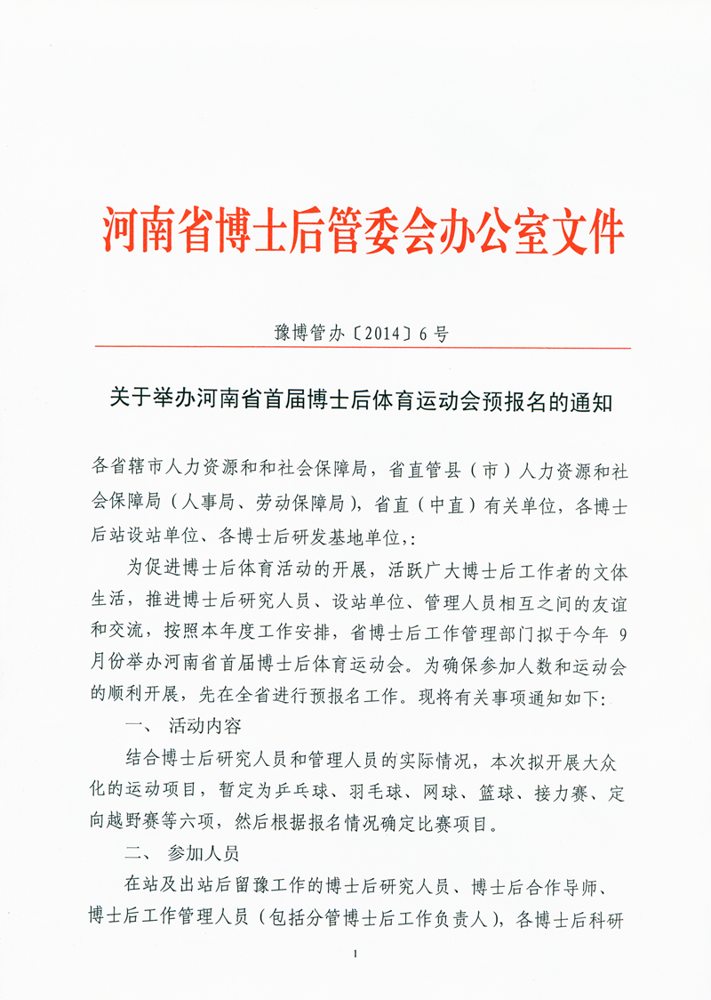 河南省博士后管委会办公室文件
豫博管办〔2014〕6号
关于举办河南省首届博士后体育运动会预报名的通知
各省辖市人力资源和和社会保障局，省直管县（市）人力资源和社
会保障局（人事局、劳动保障局），省直（中直）有关单位，各博士
后站设站单位、各博士后研发基地单位,：
为促进博士后体育活动的开展，活跃广大博士后工作者的文体
生活，推进博士后研究人员、设站单位、管理人员相互之间的友谊
和交流，按照本年度工作安排，省博士后工作管理部门拟于今年 9
月份举办河南省首届博士后体育运动会。为确保参加人数和运动会
的顺利开展，先在全省进行预报名工作。现将有关事项通知如下：
一、 活动内容
结合博士后研究人员和管理人员的实际情况，本次拟开展大众
化的运动项目，暂定为乒乓球、羽毛球、网球、篮球、接力赛、定
向越野赛等六项，然后根据报名情况确定比赛项目。
二、 参加人员
在站及出站后留豫工作的博士后研究人员、博士后合作导师、
博士后工作管理人员（包括分管博士后工作负责人），各博士后科研
1